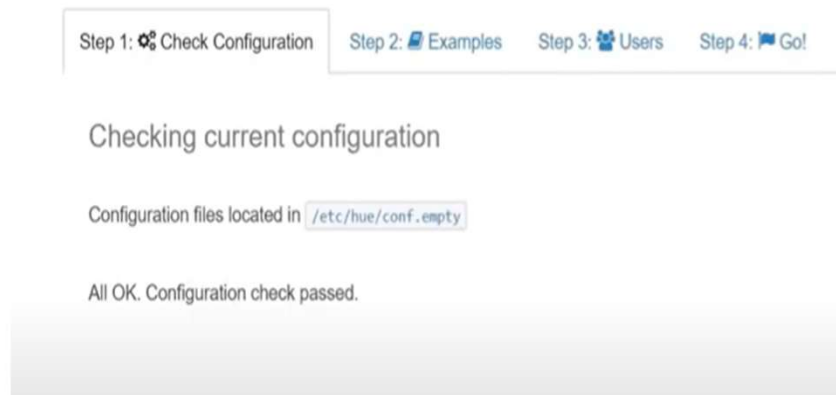 Step 1: Check Configuration Step 2: Examples Step 3: Users Step 4: Go!
Checking current configuration
Configuration files located in /etc/hue/conf.empty
All OK. Configuration check passed.